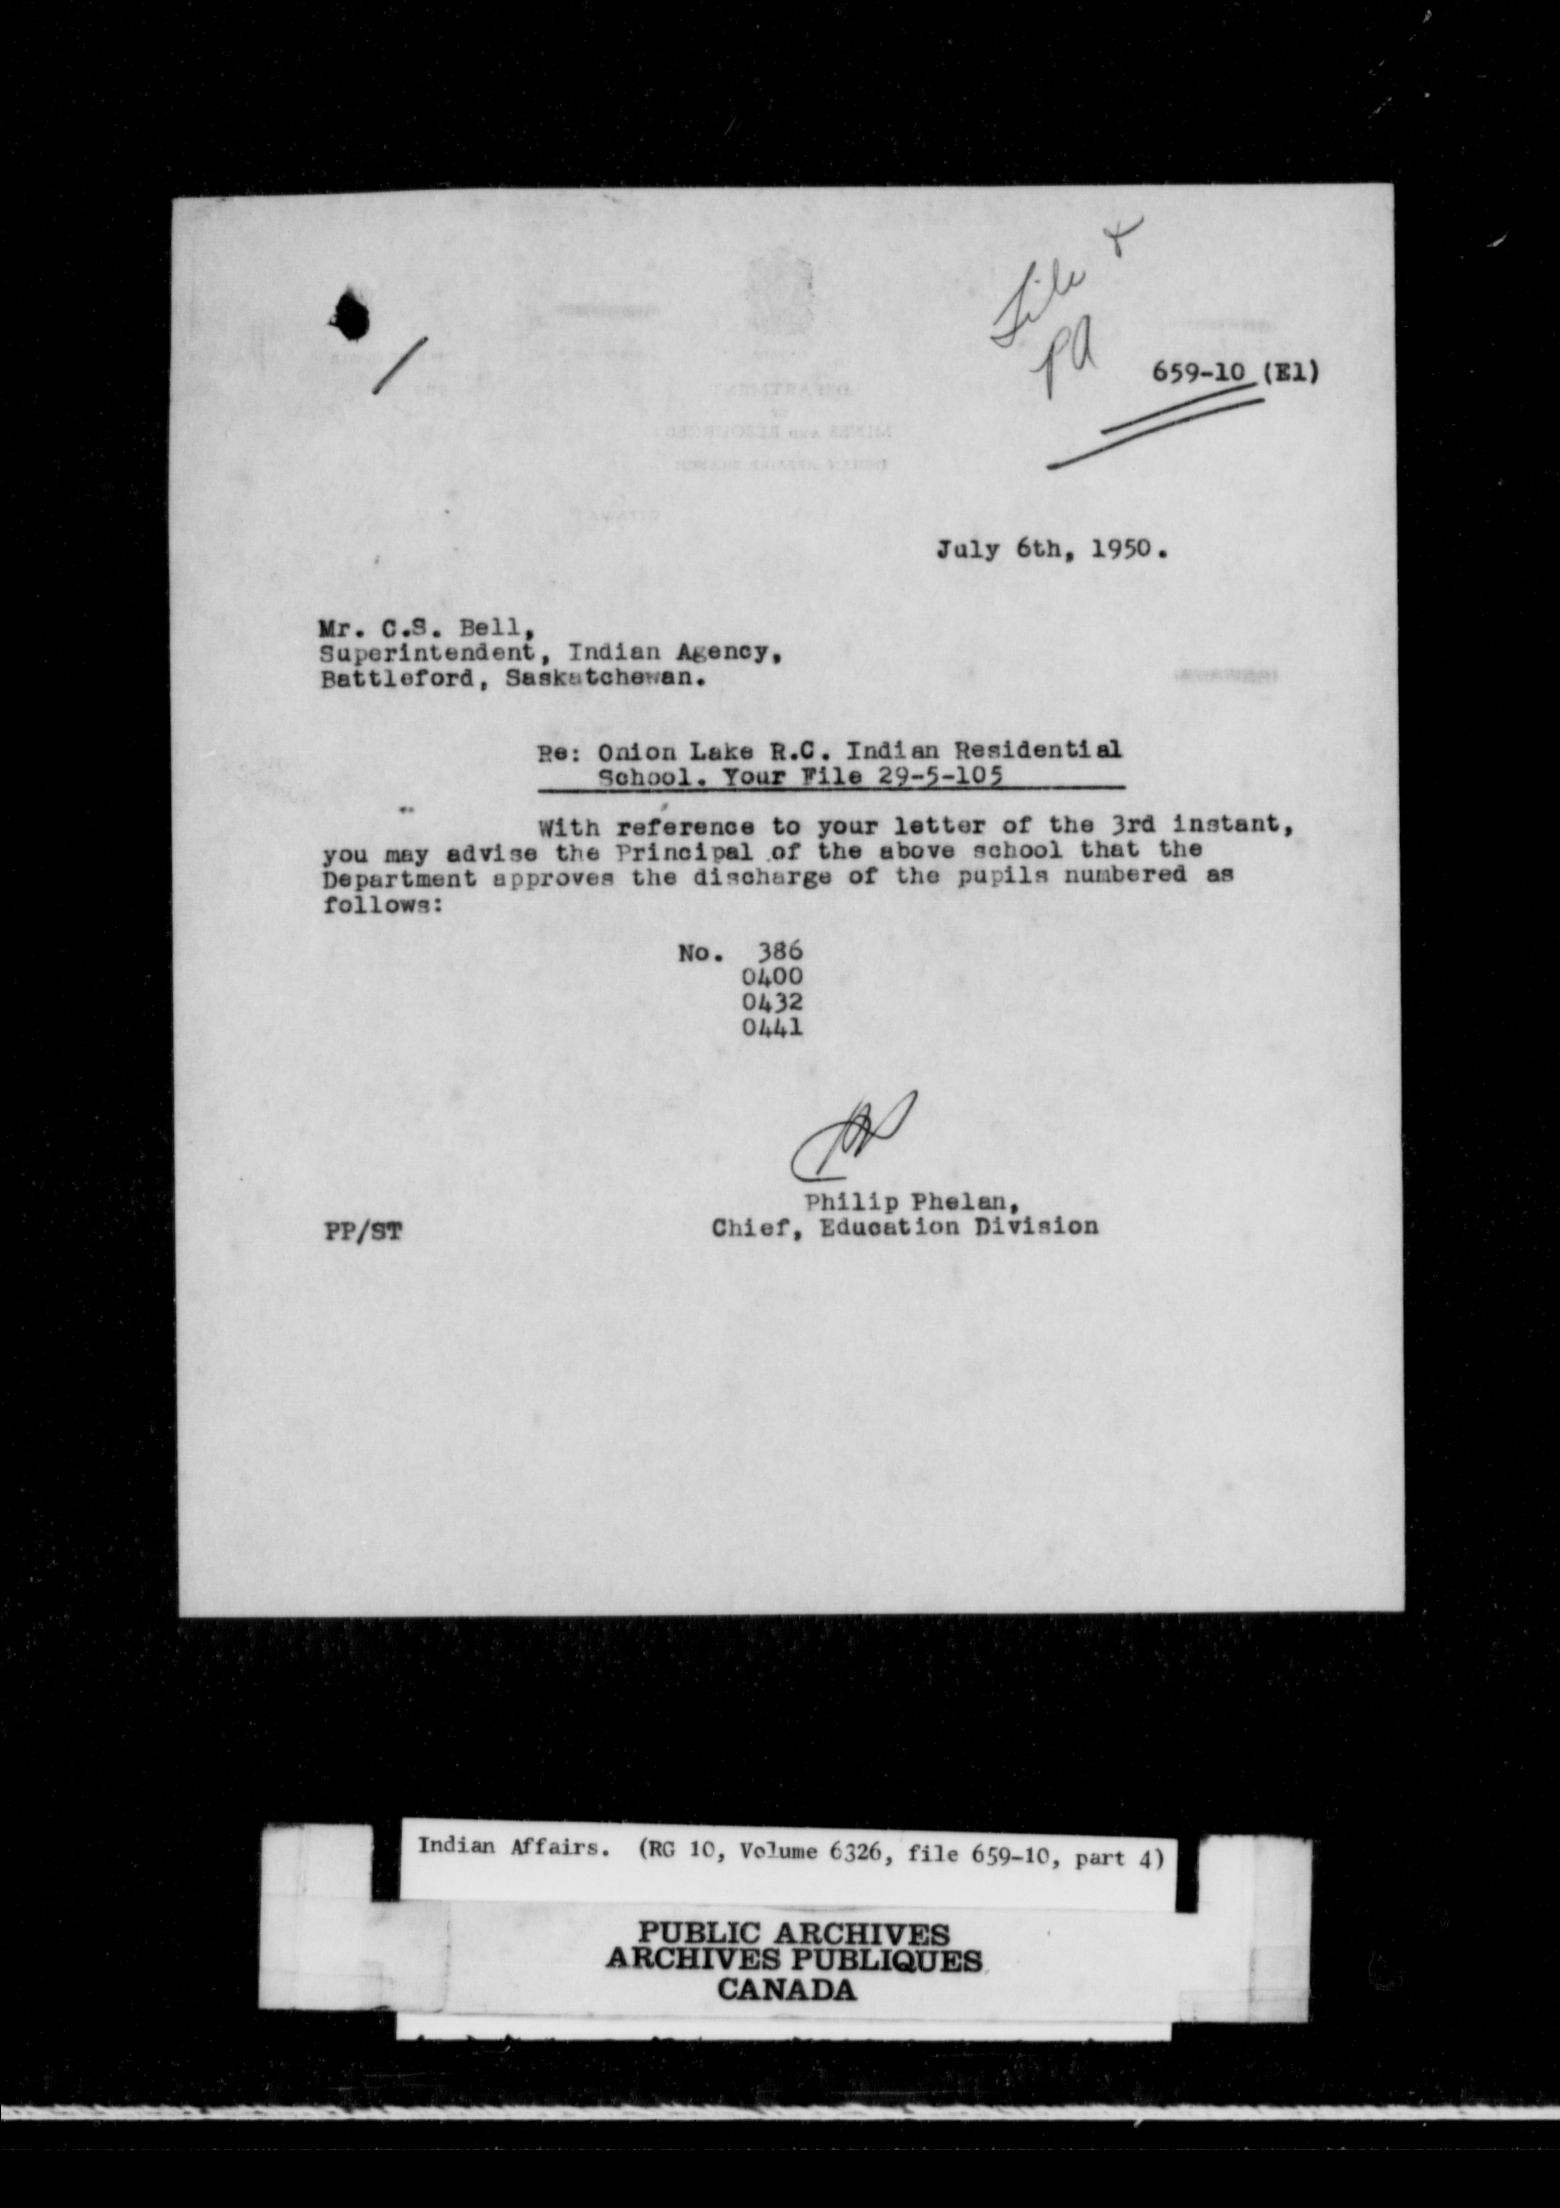 File &
PA
659-10 (E1)
July 6th, 1950.
Mr. C.S. Bell,
Superintendent, Indian Agency,
Battleford, Saskatchewan.
Re: Onion Lake R.C. Indian Residential
School. Your File 29-5-105
With reference to your letter of the 3rd instant,
you may advise the Principal of the above school that the
Department approves the discharge of the pupils numbered as
follows:
No. 386
0400
0432
0441
Philip Phelan,
Chief, Education Division
PP/ST
Indian Affairs. (RG 10, Volume 6326, file 659-10, part 4)
PUBLIC ARCHIVES
ARCHIVES PUBLIQUES
CANADA